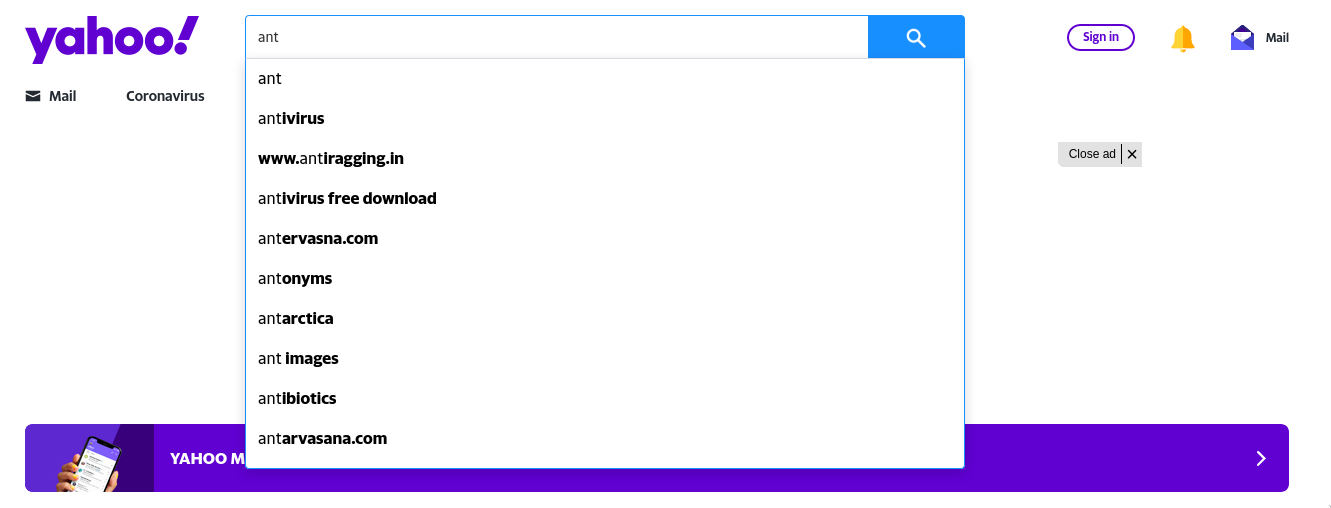 yahoo!
ant
Sign in
Mail
Mail
Coronavirus
ant
antivirus
www.antiragging.in
antivirus free download
antervasna.com
antonyms
antarctica
ant images
antibiotics
antarvasana.com
Close ad
YAHOO M